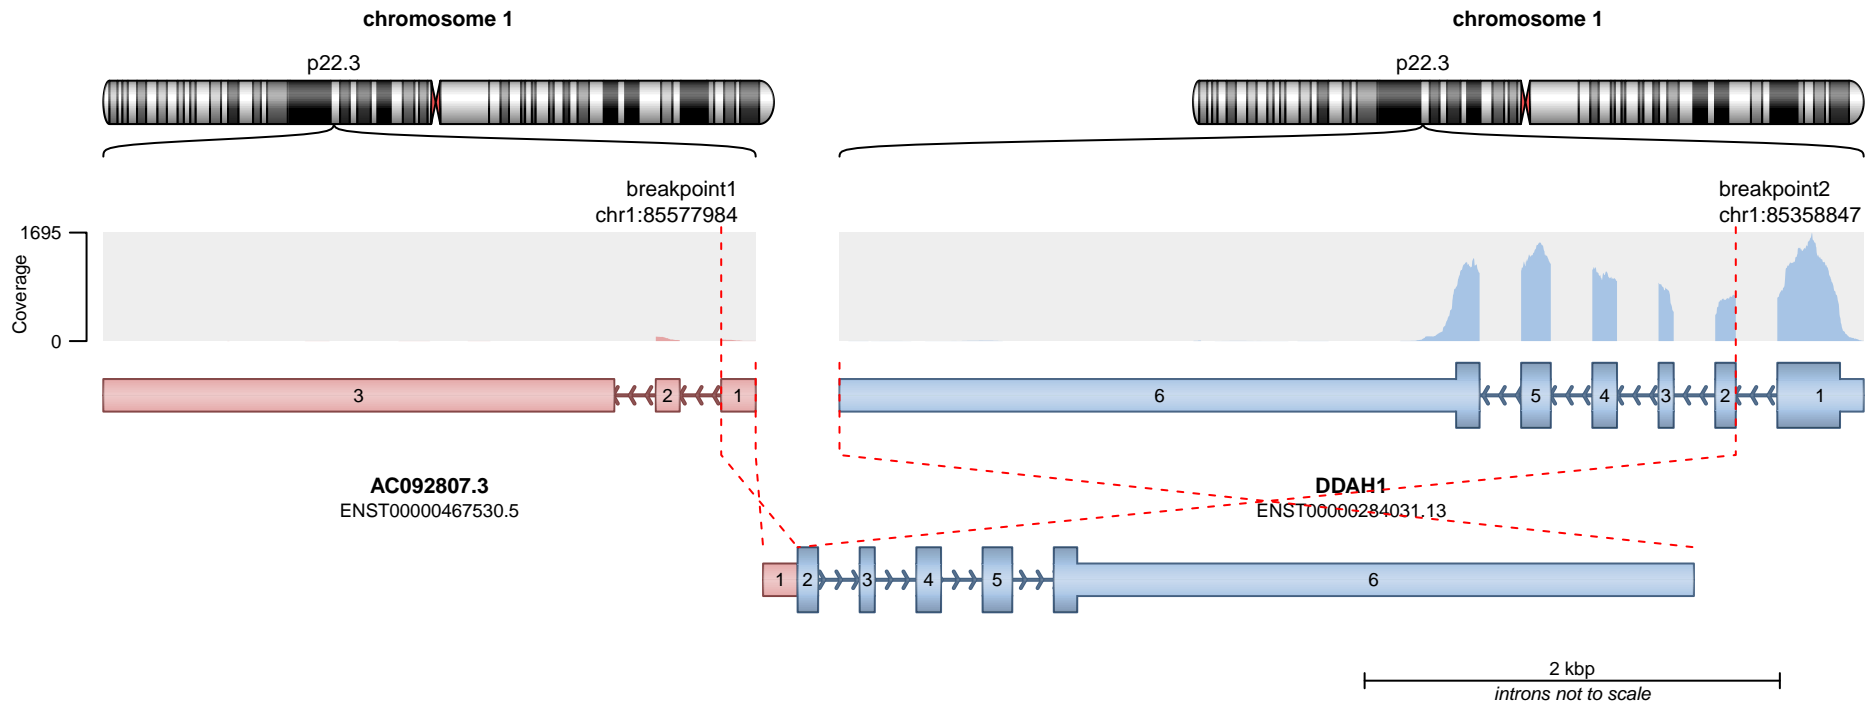 chromosome 1
chromosome 1
p22.3
p22.3
breakpoint1
chr1:85577984
breakpoint2
chr1:85358847
1695
Coverage
0
3
2
1
6
5
4
3
2
1
AC092807.3
ENST00000467530.5
DDAH1
ENST00000284031.13
1
2
3
4
5
6
2 kbp
introns not to scale